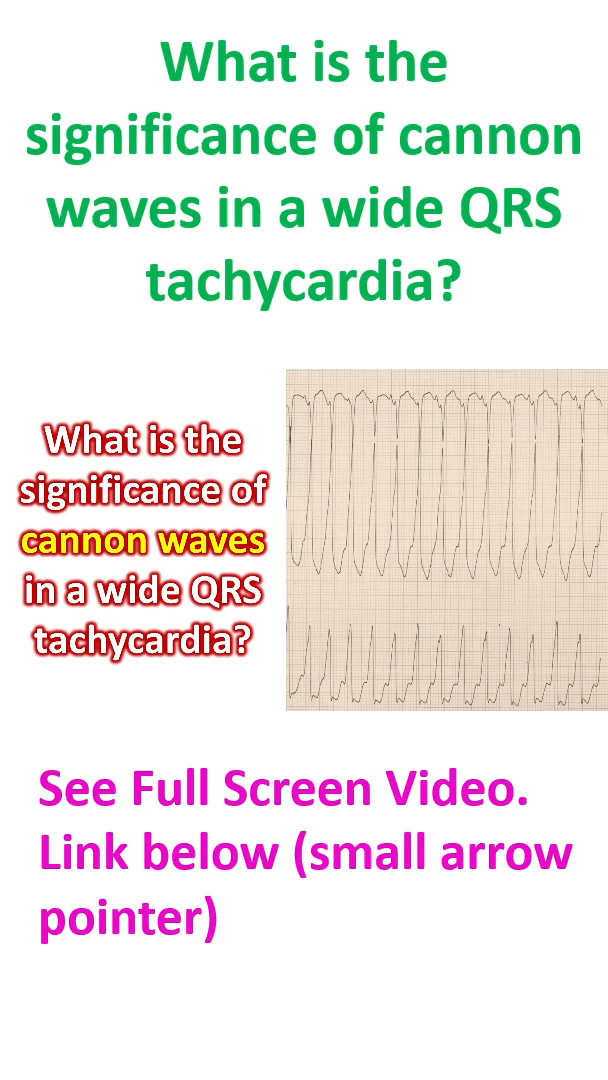 What is the
significance of cannon
waves in a wide QRS
tachycardia?
What is the
significance of
cannon waves
in a wide QRS
tachycardia?
See Full Screen Video.
Link below (small arrow
pointer)